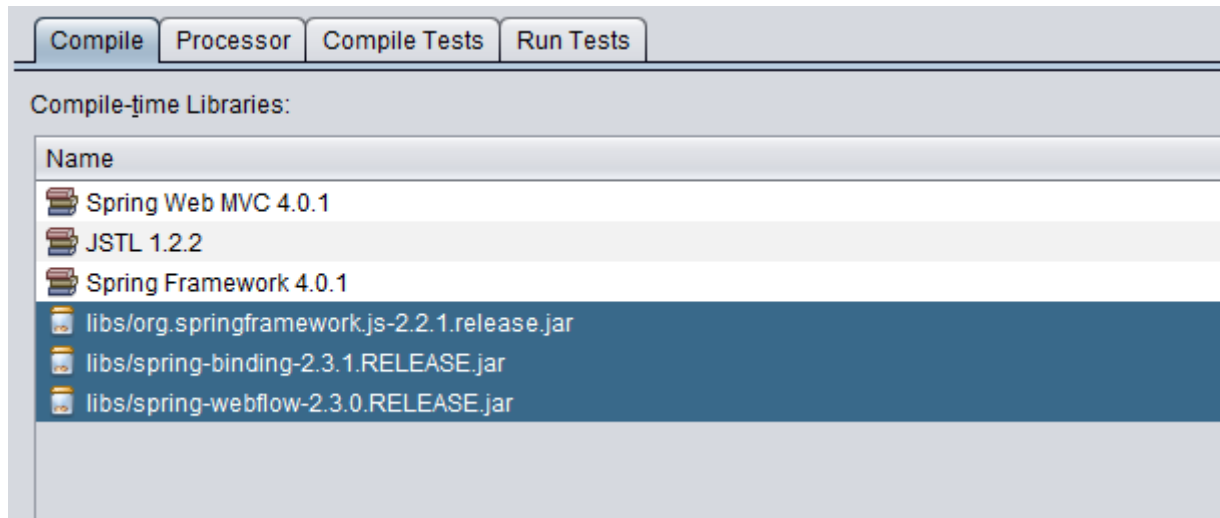 Compile Processor Compile Tests Run Tests
Compile-time Libraries:
Name
Spring Web MVC 4.0.1
JSTL 1.2.2
Spring Framework 4.0.1
libs/org.springframework.js-2.2.1.release.jar
libs/spring-binding-2.3.1.RELEASE.jar
libs/spring-webflow-2.3.0.RELEASE.jar